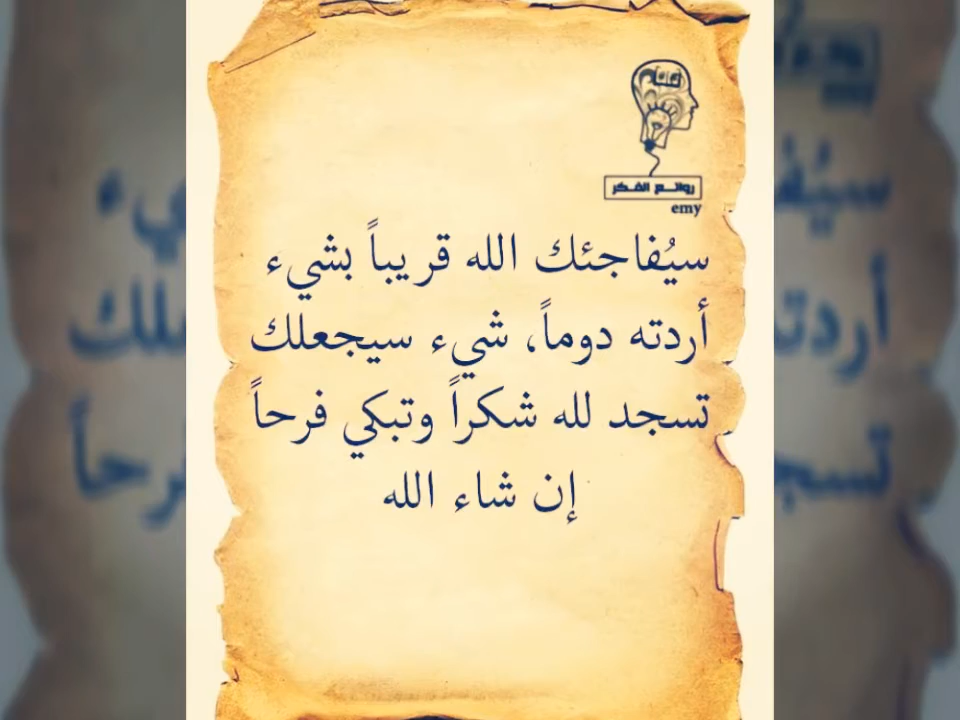 روائع الفكر
emy
سيُفاجئك الله قريباً بشيء
أردته دوماً، شيء سيجعلك
تسجد لله شكراً وتبكي فرحاً
إن شاء الله